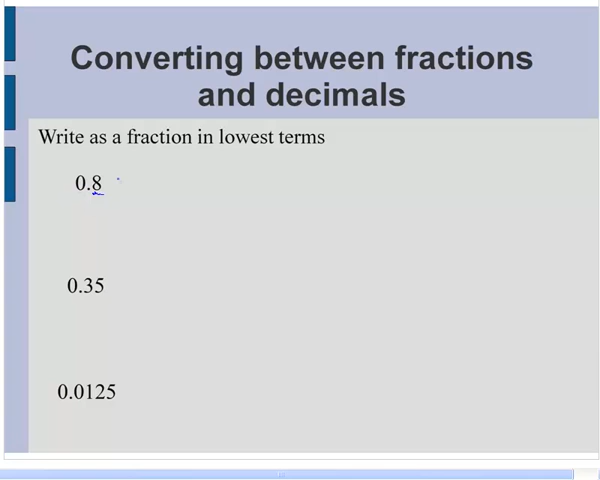 Converting between fractions
and decimals
Write as a fraction in lowest terms
0.8
0.35
0.0125